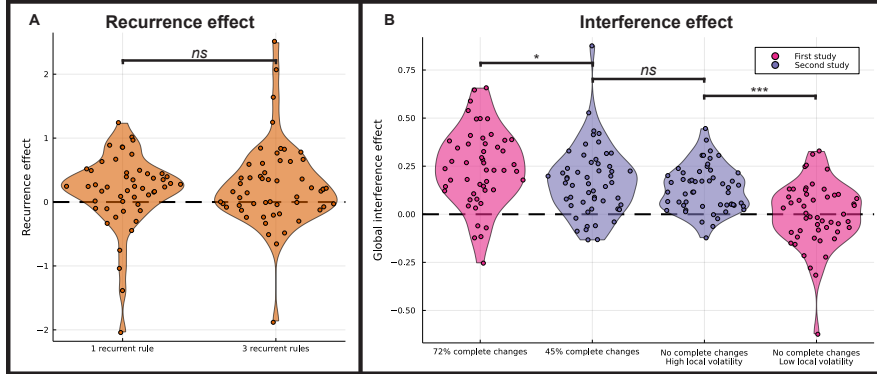 A
Recurrence effect
ns
Recurrence effect
2
1
0
−1
−2
1 recurrent rule
3 recurrent rules
B
Interference effect
First study
Second study
*
ns
***
Global interference effect
0.75
0.50
0.25
0.00
−0.25
−0.50
72% complete changes
45% complete changes
No complete changes
High local volatility
No complete changes
Low local volatility